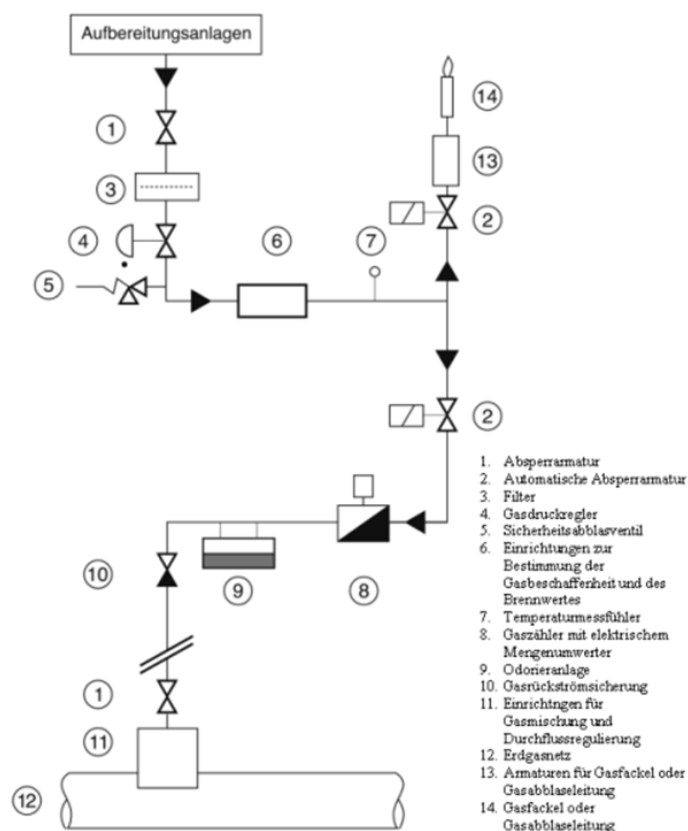 Aufbereitungsanlagen
1
3
4
5
6
7
14
13
2
2
10
9
8
1
11
12
1. Absperrarmatur
2. Automatische Absperrarmatur
3. Filter
4. Gasdruckregler
5. Sicherheitsabblasventil
6. Einrichtungen zur
Bestimmung der
Gasbeschaffenheit und des
Brennwertes
7. Temperaturmessfühler
8. Gaszähler mit elektrischem
Mengenumwerter
9. Odorieranlage
10. Gasrückströmsicherung
11. Einrichtngen für
Gasmischung und
Durchflussregulierung
12. Erdgasnetz
13. Armaturen für Gasfackel oder
Gasabblaseleitung
14. Gasfackel oder
Gasabblaseleitung